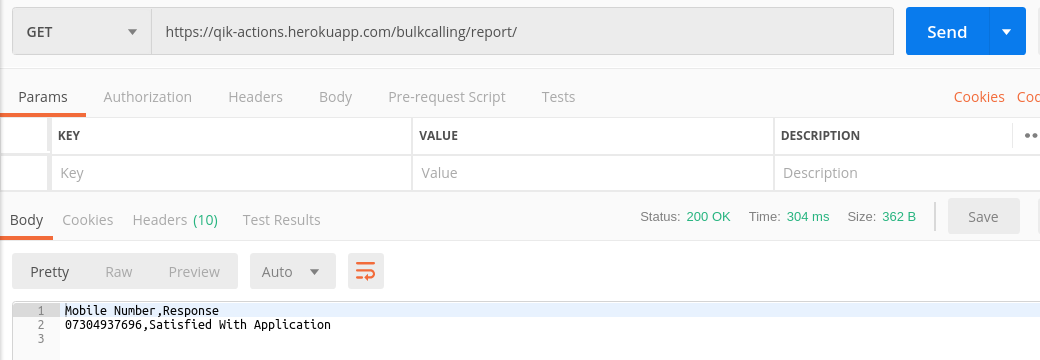 GET https://qik-actions.herokuapp.com/bulkcalling/report/ Send
Params Authorization Headers Body Pre-request Script Tests Cookies
KEY VALUE DESCRIPTION
Key Value Description
Body Cookies Headers (10) Test Results Status: 200 OK Time: 304 ms Size: 362 B Save
Pretty Raw Preview Auto
1 Mobile Number,Response
2 07304937696,Satisfied With Application
3